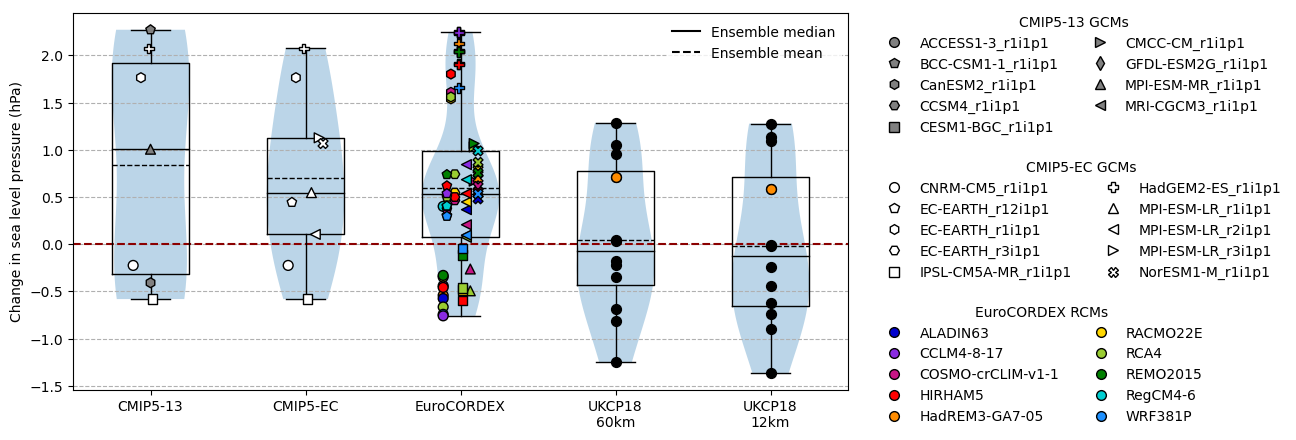 Change in sea level pressure (hPa)
2.0
1.5
1.0
0.5
0.0
−0.5
−1.0
−1.5
Ensemble median
Ensemble mean
CMIP5-13
CMIP5-EC
EuroCORDEX
UKCP18
60km
UKCP18
12km
CMIP5-13 GCMs
ACCESS1-3_r1i1p1
BCC-CSM1-1_r1i1p1
CanESM2_r1i1p1
CCSM4_r1i1p1
CESM1-BGC_r1i1p1
CMCC-CM_r1i1p1
GFDL-ESM2G_r1i1p1
MPI-ESM-MR_r1i1p1
MRI-CGCM3_r1i1p1
CMIP5-EC GCMs
CNRM-CM5_r1i1p1
EC-EARTH_r12i1p1
EC-EARTH_r1i1p1
EC-EARTH_r3i1p1
IPSL-CM5A-MR_r1i1p1
HadGEM2-ES_r1i1p1
MPI-ESM-LR_r1i1p1
MPI-ESM-LR_r2i1p1
MPI-ESM-LR_r3i1p1
NorESM1-M_r1i1p1
EuroCORDEX RCMs
ALADIN63
CCLM4-8-17
COSMO-crCLIM-v1-1
HIRHAM5
HadREM3-GA7-05
RACMO22E
RCA4
REMO2015
RegCM4-6
WRF381P